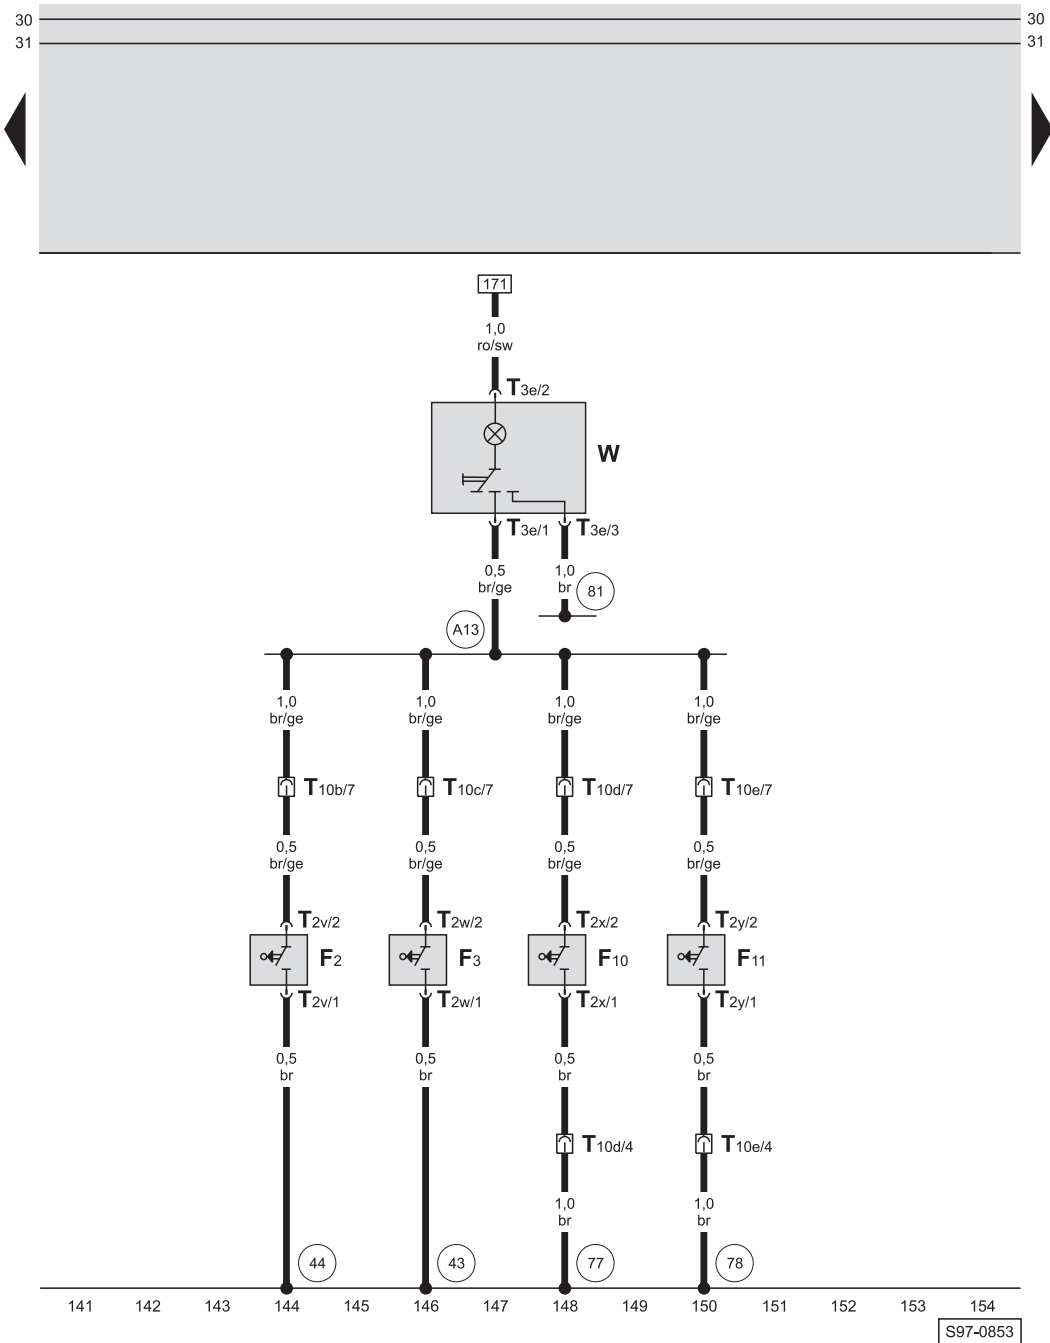 30 30
31 31
171
1,0
ro/sw
T3e/2
W
T3e/1 T3e/3
0,5 1,0
br/ge br 81
A13
1,0 1,0 1,0 1,0
br/ge br/ge br/ge br/ge
T10b/7 T10c/7 T10d/7 T10e/7
0,5 0,5 0,5 0,5
br/ge br/ge br/ge br/ge
T2v/2 T2w/2 T2x/2 T2y/2
F2 F3 F10 F11
T2v/1 T2w/1 T2x/1 T2y/1
0,5 0,5 0,5 0,5
br br br br
T10d/4 T10e/4
1,0 1,0
br br
44 43 77 78
141 142 143 144 145 146 147 148 149 150 151 152 153 154
S97-0853